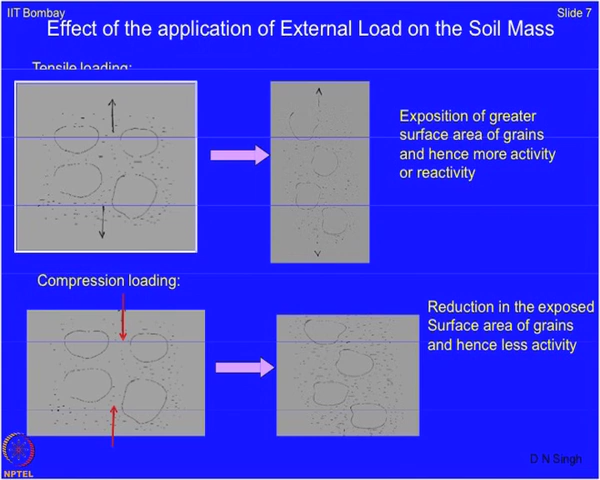 IIT Bombay
Slide 7
Effect of the application of External Load on the Soil Mass
Tensile loading:
Exposition of greater
surface area of grains
and hence more activity
or reactivity
Compression loading:
Reduction in the exposed
Surface area of grains
and hence less activity
NPTEL
D N Singh